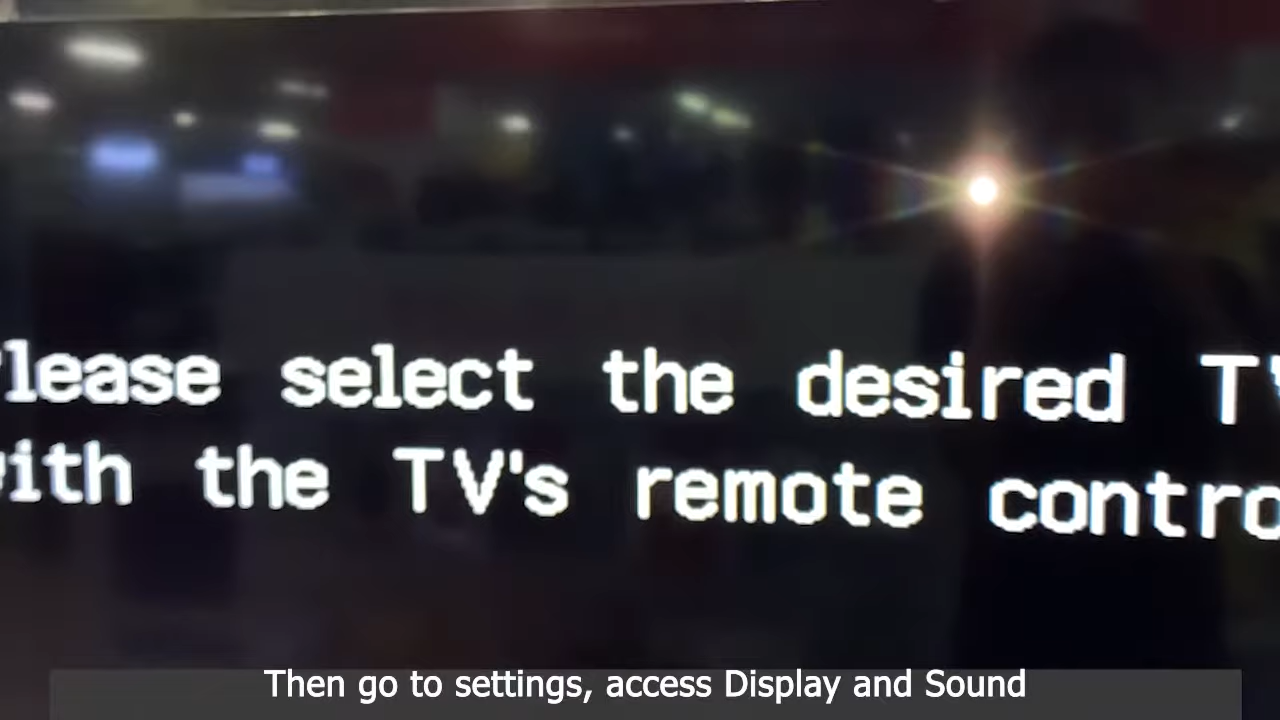 lease select the desired T
ith the TV's remote contro
Then go to settings, access Display and Sound